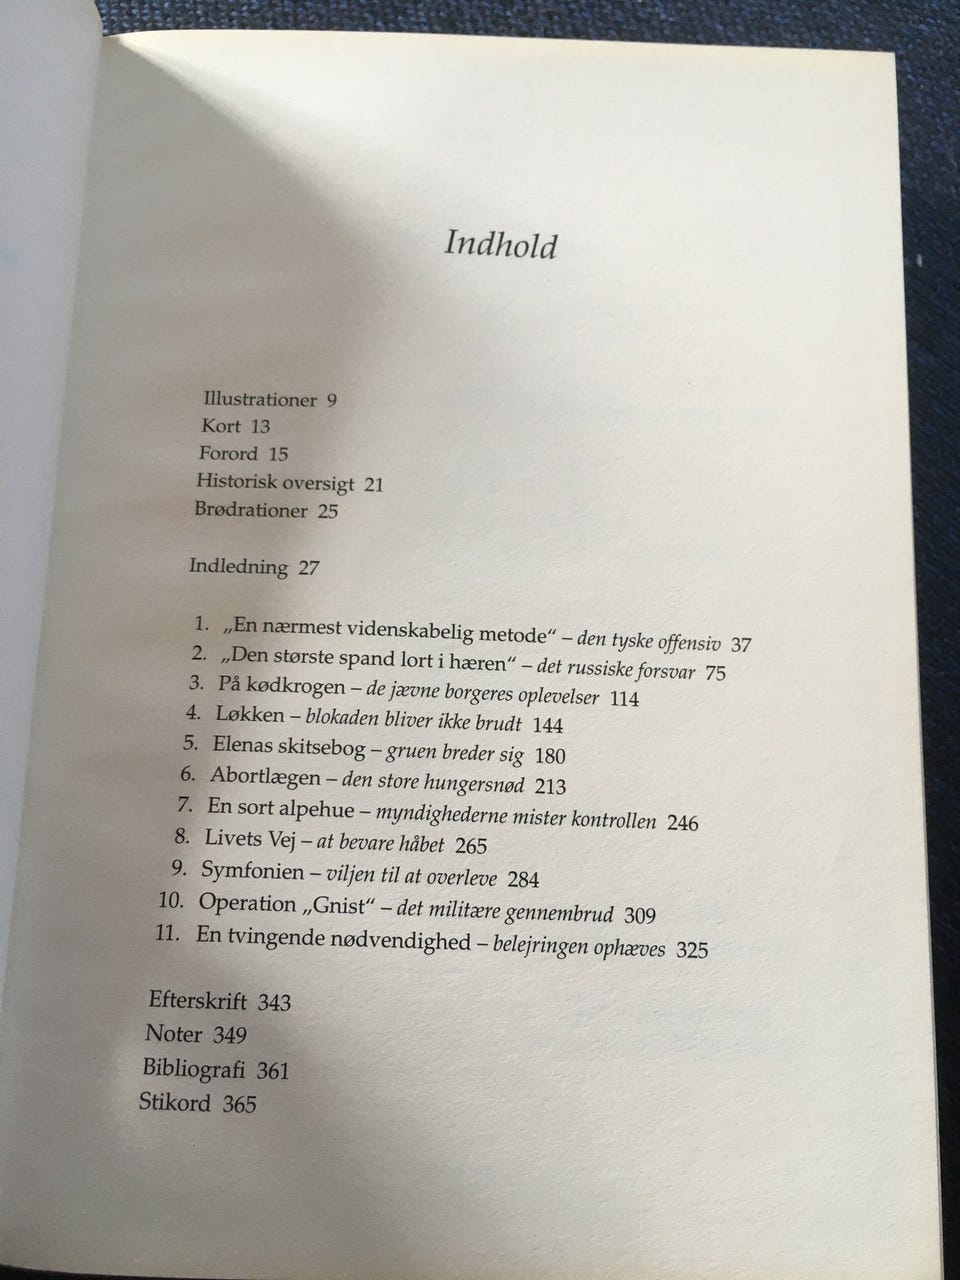 Indhold
Illustrationer 9
Kort 13
Forord 15
Historisk oversigt 21
Brødrationer 25
Indledning 27
1. „En nærmest videnskabelig metode“ – den tyske offensiv 37
2. „Den største spand lort i hæren“ – det russiske forsvar 75
3. På kødkrogen – de jævne borgeres oplevelser 114
4. Løkken – blokaden bliver ikke brudt 144
5. Elenas skitsebog – gruen breder sig 180
6. Abortlægen – den store hungersnød 213
7. En sort alpehue – myndighederne mister kontrollen 246
8. Livets Vej – at bevare håbet 265
9. Symfonien – viljen til at overleve 284
10. Operation „Gnist“ – det militære gennembrud 309
11. En tvingende nødvendighed – belejringen ophæves 325
Efterskrift 343
Noter 349
Bibliografi 361
Stikord 365